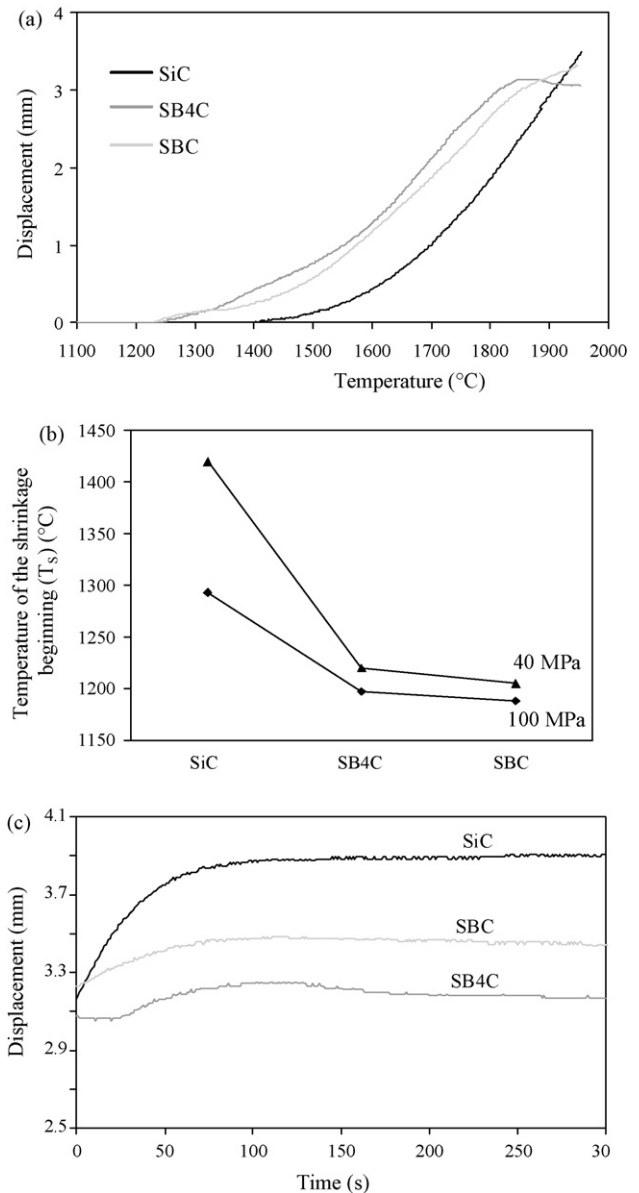 (a)
4
3
2
1
0
Displacement (mm)
SiC
SB4C
SBC
1100 1200 1300 1400 1500 1600 1700 1800 1900 2000
Temperature (°C)
(b)
1450
1400
1350
1300
1250
1200
1150
Temperature of the shrinkage
beginning (Ts) (°C)
40 MPa
100 MPa
SiC SB4C SBC
(c)
4.1
3.7
3.3
2.9
2.5
Displacement (mm)
SiC
SBC
SB4C
0 50 100 150 200 250 30
Time (s)